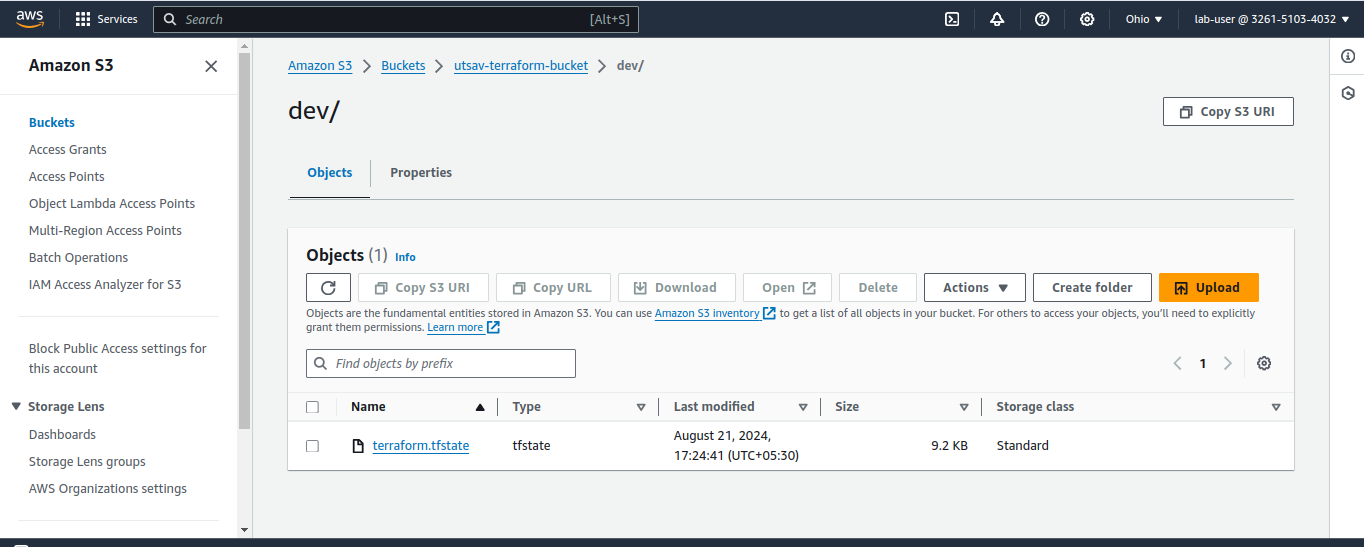 aws
Services
Search [Alt+S]
Ohio
lab-user @ 3261-5103-4032
Amazon S3
Buckets
Access Grants
Access Points
Object Lambda Access Points
Multi-Region Access Points
Batch Operations
IAM Access Analyzer for S3
Block Public Access settings for
this account
Storage Lens
Dashboards
Storage Lens groups
AWS Organizations settings
Amazon S3 > Buckets > utsav-terraform-bucket > dev/
dev/
Copy S3 URI
Objects
Properties
Objects (1) Info
Copy S3 URI
Copy URL
Download
Open
Delete
Actions
Create folder
Upload
Objects are the fundamental entities stored in Amazon S3. You can use Amazon S3 inventory to get a list of all objects in your bucket. For others to access your objects, you'll need to explicitly
grant them permissions. Learn more
Find objects by prefix
1
Name
Type
Last modified
Size
Storage class
terraform.tfstate
tfstate
August 21, 2024,
17:24:41 (UTC+05:30)
9.2 KB
Standard